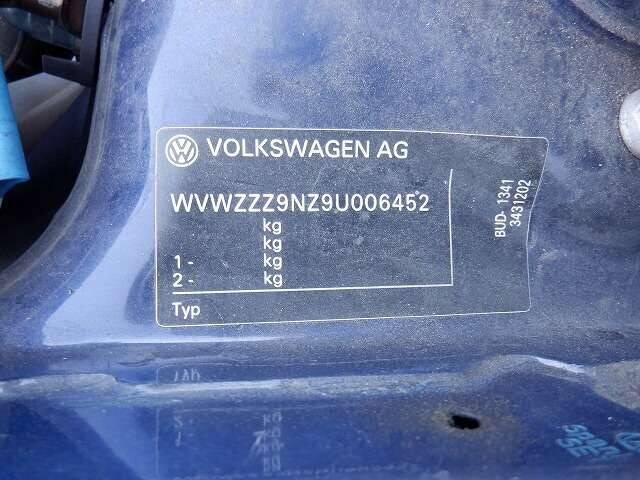 VOLKSWAGEN AG
WVWZZZ9NZ9U006452
kg
kg
1 - kg
2 - kg
Typ
BUD- 1341
3431202